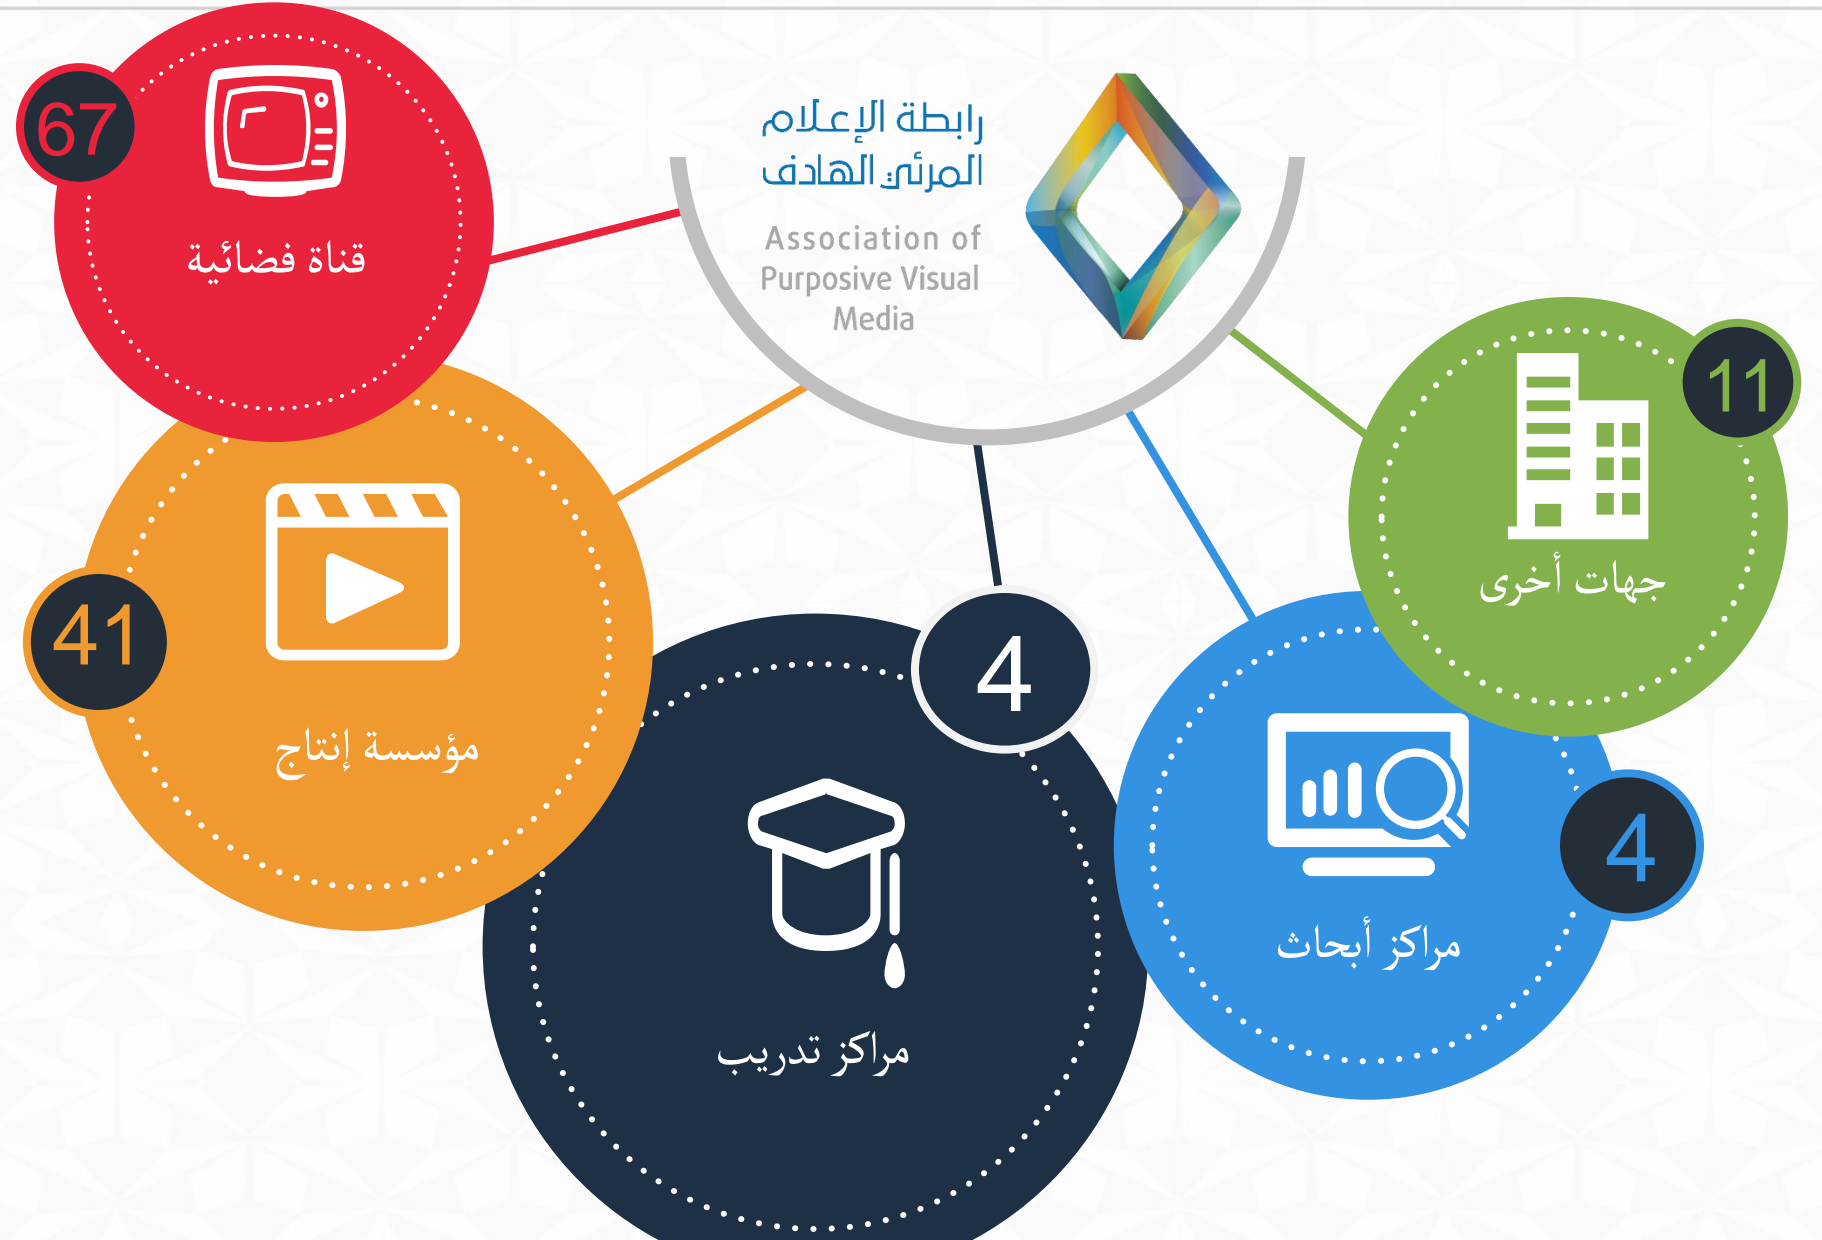 رابطة الإعلام
المرئي الهادف
Association of
Purposive Visual
Media
67
قناة فضائية
41
مؤسسة إنتاج
4
مراكز تدريب
4
مراكز أبحاث
11
جهات أخرى